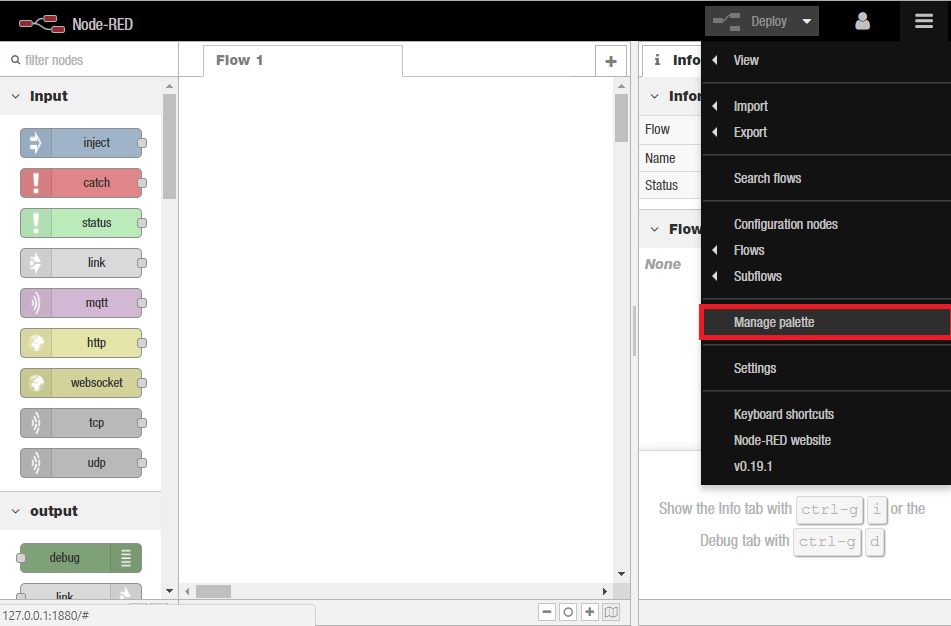 Node-RED
Deploy
filter nodes
Flow 1
+
i Info
View
Input
Infor
Import
inject
Flow
Export
catch
Name
Search flows
Status
status
Configuration nodes
Flow
Flows
link
None
Subflows
mqtt
Manage palette
http
Settings
websocket
Keyboard shortcuts
tcp
Node-RED website
udp
v0.19.1
output
Show the Info tab with ctrl-g i or the
Debug tab with ctrl-g d
debug
link
127.0.0.1:1880/#